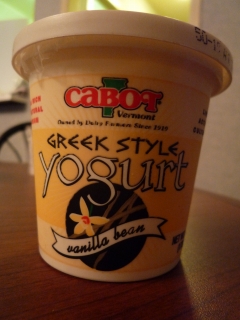 CABOT
Vermont
Owned by Dairy Farmers Since 1919
GREEK STYLE
yogurt
vanilla bean